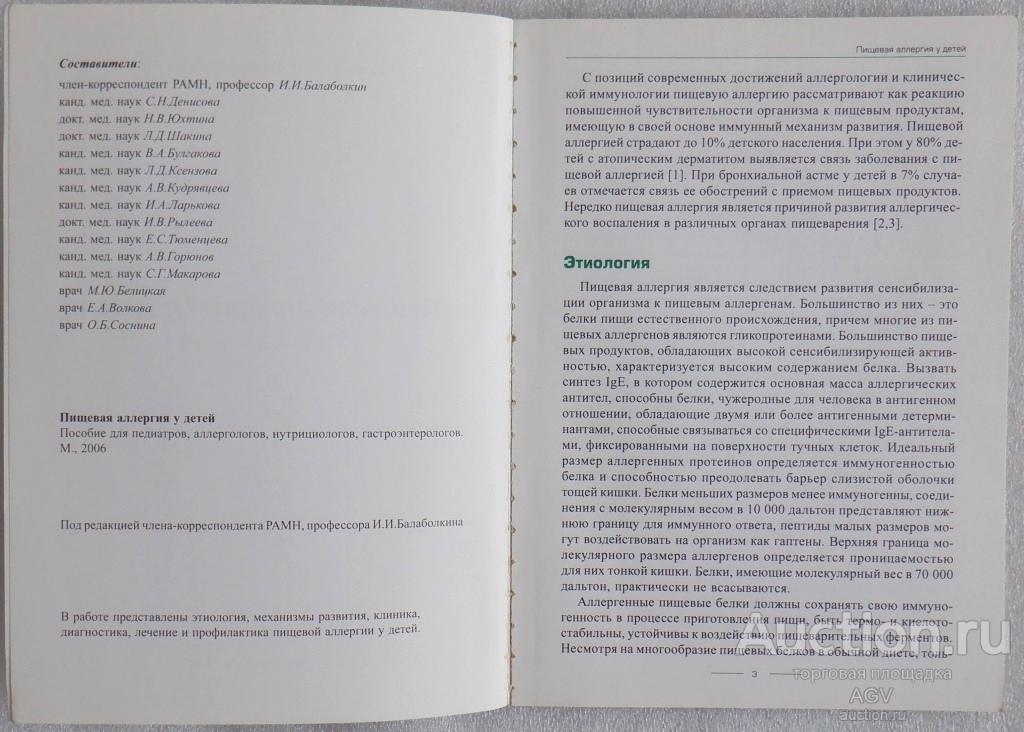 Составители:
член-корреспондент РАМН, профессор И.И.Балаболкин
канд. мед. наук С.Н.Денисова
докт. мед. наук Н.В.Юхтина
докт. мед. наук Л.Д.Шакина
канд. мед. наук В.А.Булгакова
канд. мед. наук Л.Д.Ксензова
канд. мед. наук А.В.Кудрявцева
канд. мед. наук И.А.Ларькова
докт. мед. наук И.В.Рылеева
канд. мед. наук Е.С.Тюменцева
канд. мед. наук А.В.Горюнов
канд. мед. наук С.Г.Макарова
врач М.Ю.Белицкая
врач Е.А.Волкова
врач О.Б.Соснина
Пищевая аллергия у детей
Пособие для педиатров, аллергологов, нутрициологов, гастроэнтерологов.
М., 2006
Под редакцией члена-корреспондента РАМН, профессора И.И.Балаболкина
В работе представлены этиология, механизмы развития, клиника,
диагностика, лечение и профилактика пищевой аллергии у детей.
Пищевая аллергия у детей
С позиций современных достижений аллергологии и клиничес-
кой иммунологии пищевую аллергию рассматривают как реакцию
повышенной чувствительности организма к пищевым продуктам,
имеющую в своей основе иммунный механизм развития. Пищевой
аллергией страдают до 10% детского населения. При этом у 80% де-
тей с атопическим дерматитом выявляется связь заболевания с пи-
щевой аллергией [1]. При бронхиальной астме у детей в 7% случа-
ев отмечается связь ее обострений с приемом пищевых продуктов.
Нередко пищевая аллергия является причиной развития аллергичес-
кого воспаления в различных органах пищеварения [2,3].
Этиология
Пищевая аллергия является следствием развития сенсибилиза-
ции организма к пищевым аллергенам. Большинство из них – это
белки пищи естественного происхождения, причем многие из пи-
щевых аллергенов являются гликопротеинами. Большинство пище-
вых продуктов, обладающих высокой сенсибилизирующей актив-
ностью, характеризуется высоким содержанием белка. Вызвать
синтез IgE, в котором содержится основная масса аллергических
антител, способны белки, чужеродные для человека в антигенном
отношении, обладающие двумя или более антигенными детерми-
нантами, способные связываться со специфическими IgE-антитела-
ми, фиксированными на поверхности тучных клеток. Идеальный
размер аллергенных протеинов определяется иммуногенностью
белка и способностью преодолевать барьер слизистой оболочки
тощей кишки. Белки меньших размеров менее иммуногенны, соедине-
ния с молекулярным весом в 10 000 дальтон представляют ниж-
нюю границу для иммунного ответа, пептиды малых размеров мо-
гут воздействовать на организм как гаптены. Верхняя граница мо-
лекулярного размера аллергенов определяется проницаемостью
для них тонкой кишки. Белки, имеющие молекулярный вес в 70 000
дальтон, практически не всасываются.
Аллергенные пищевые белки должны сохранять свою иммуно-
генность в процессе приготовления пищи, быть термо- и кислото-
стабильны, устойчивы к воздействию пищеварительных ферментов.
Несмотря на многообразие пищевых белков в обычной диете, толь-
3
Auction.ru
торговая площадка
AGV
auction.ru